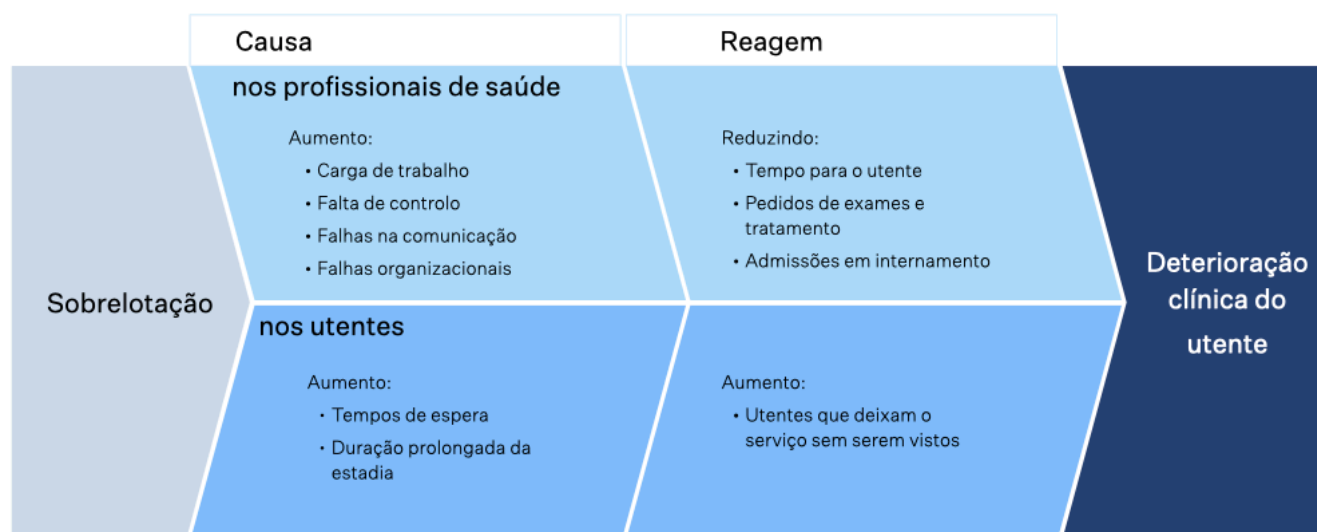 Causa
Reagem
Sobrelotação
nos profissionais de saúde
Aumento:
• Carga de trabalho
• Falta de controlo
• Falhas na comunicação
• Falhas organizacionais
Reduzindo:
• Tempo para o utente
• Pedidos de exames e
tratamento
• Admissões em internamento
nos utentes
Aumento:
• Tempos de espera
• Duração prolongada da
estadia
Aumento:
• Utentes que deixam o
serviço sem serem vistos
Deterioração
clínica do
utente